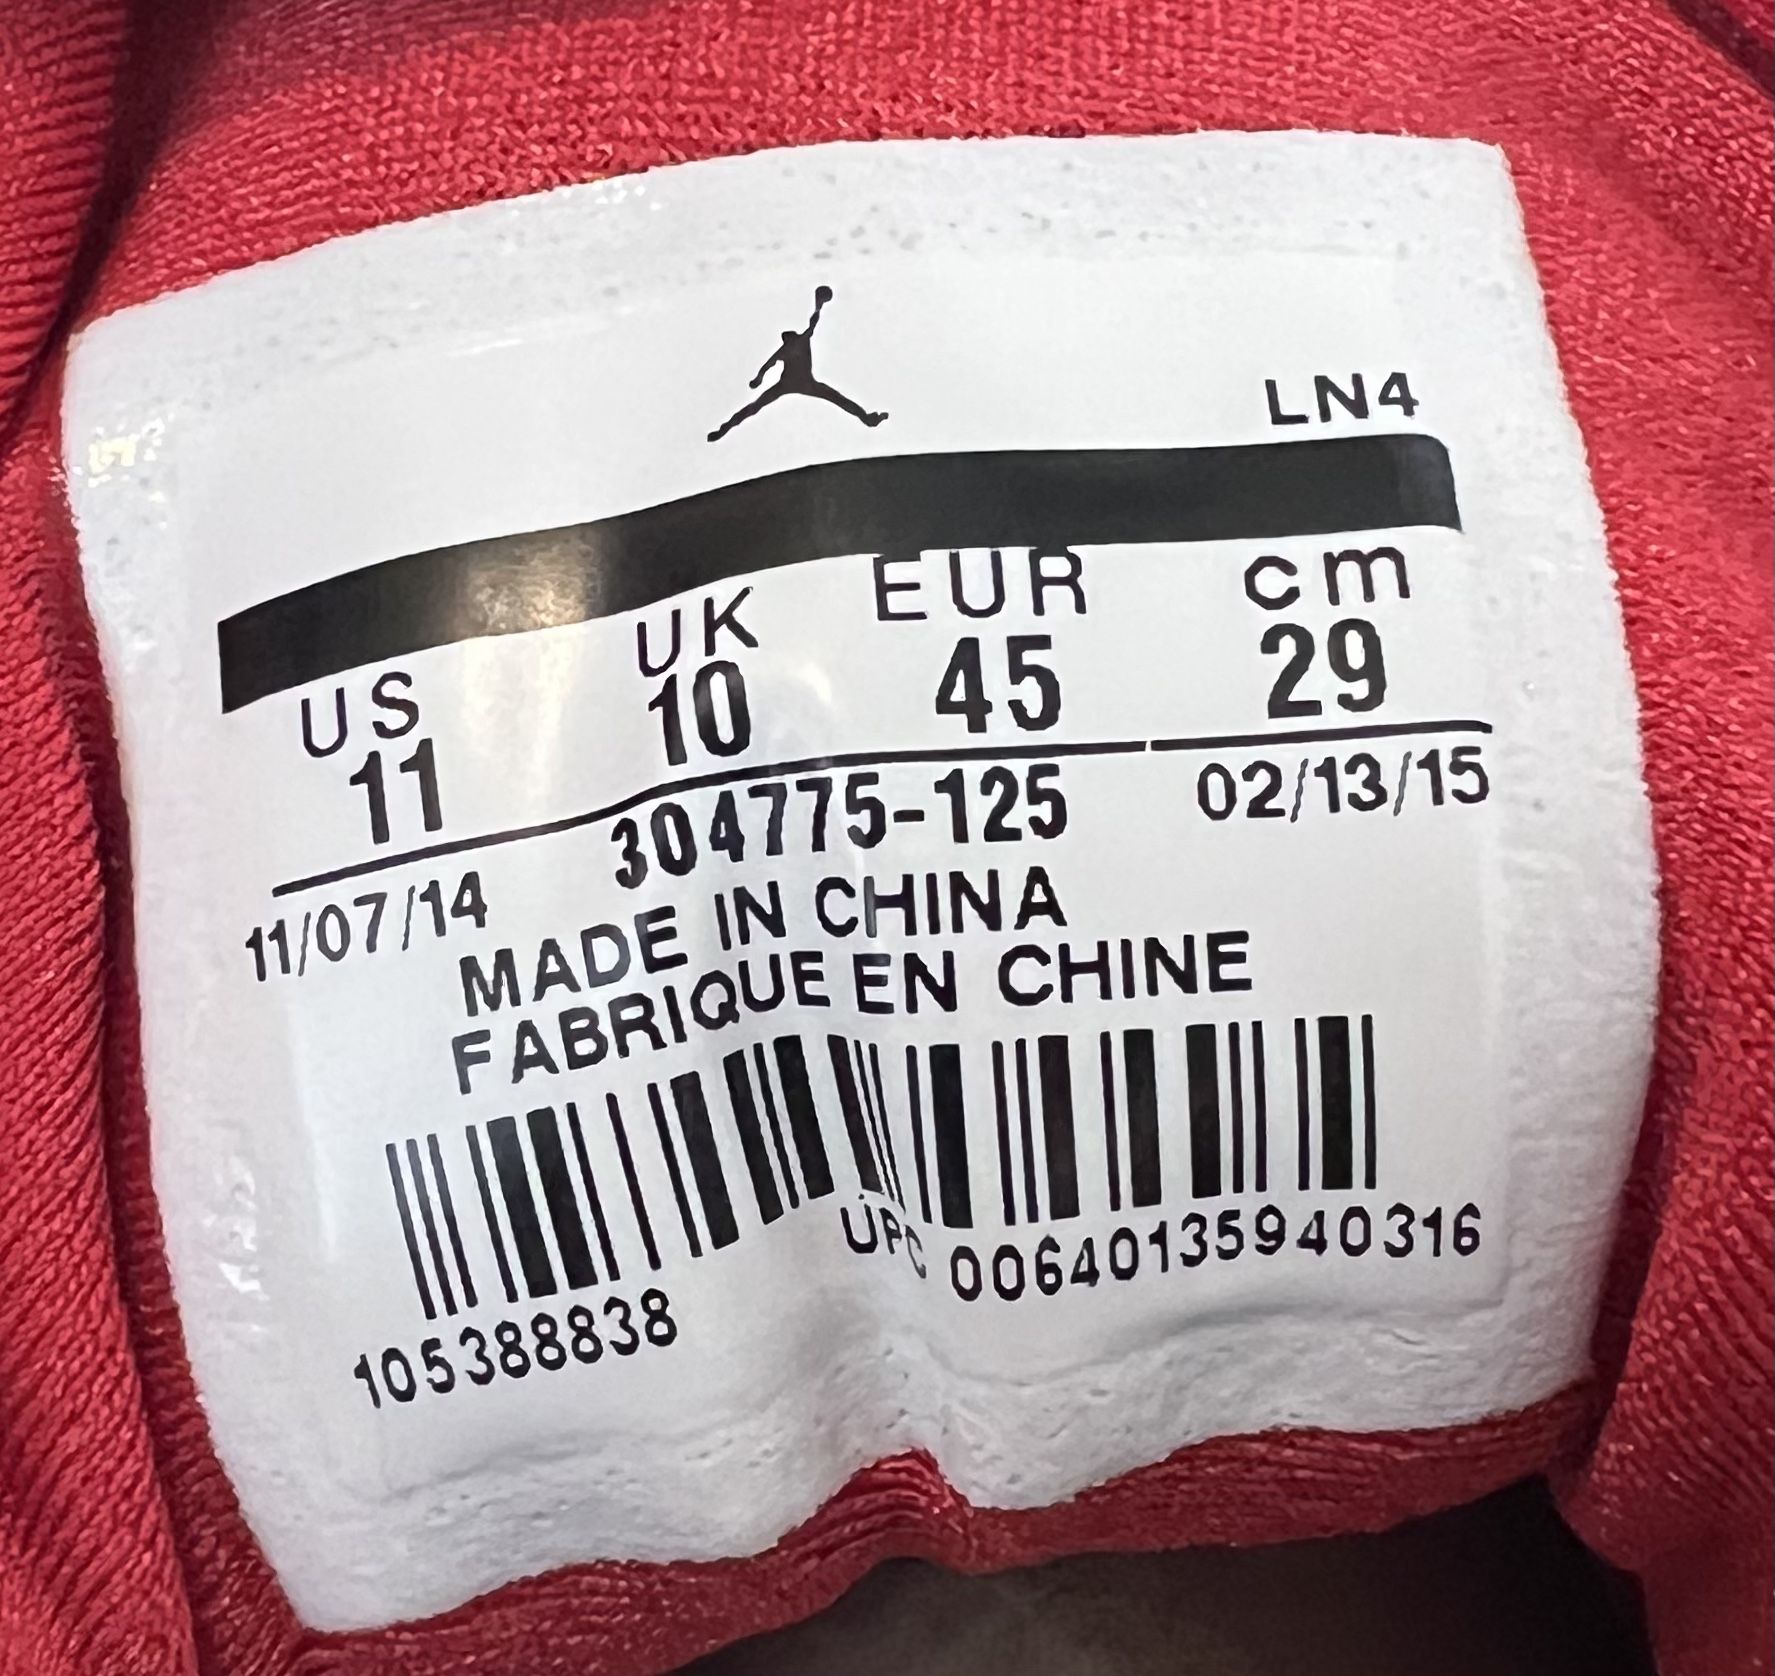 LN4
US UK EUR cm
11 10 45 29
11/07/14 304775-125 02/13/15
MADE IN CHINA
FABRIQUE EN CHINE
UPC 00640135940316
105388838